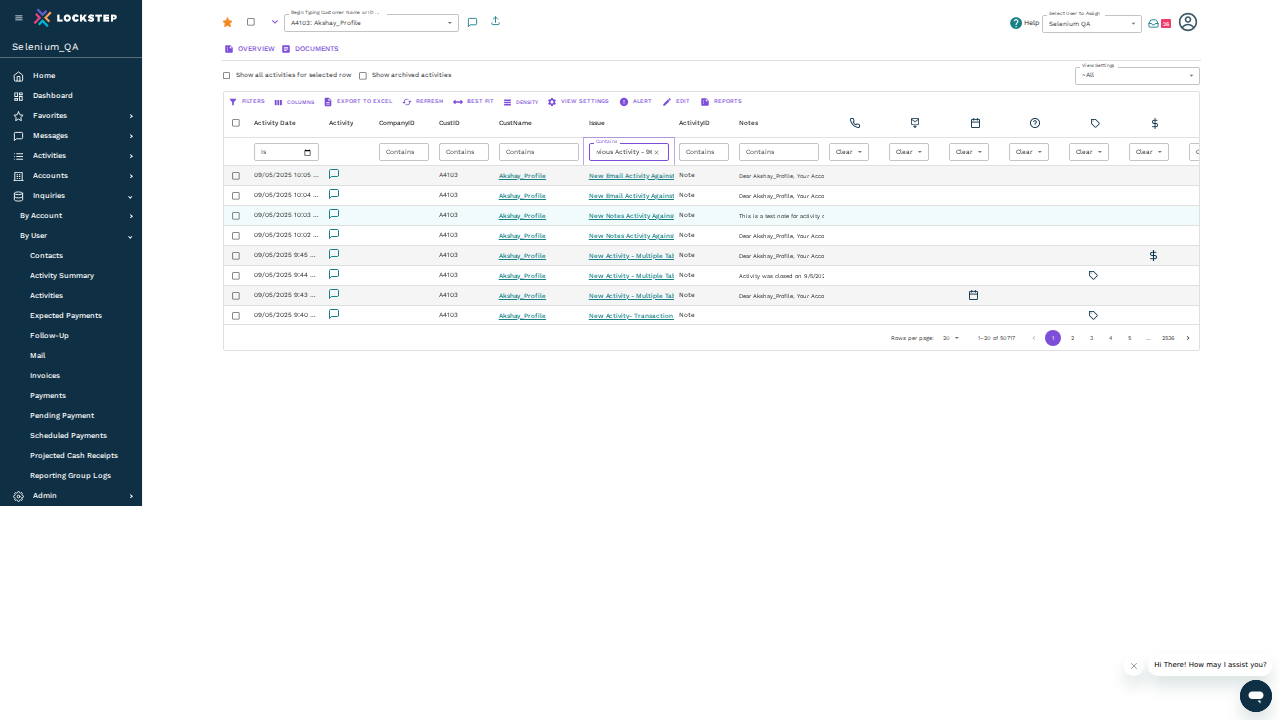 LOCKSTEP
Selenium_QA
Home
Dashboard
Favorites
Messages
Activities
Accounts
Inquiries
By Account
By User
Contacts
Activity Summary
Activities
Expected Payments
Follow-Up
Mail
Invoices
Payments
Pending Payment
Scheduled Payments
Projected Cash Receipts
Reporting Group Logs
Admin
Begin Typing Customer Name or ID ...
A4103: Akshay_Profile
Help
Select User to Assign
Selenium QA
OVERVIEW DOCUMENTS
Show all activities for selected row Show archived activities
View Settings
~All
FILTERS COLUMNS EXPORT TO EXCEL REFRESH BEST FIT DENSITY VIEW SETTINGS ALERT EDIT REPORTS
Activity Date Activity CompanyID CustID CustName Issue ActivityID Notes
Contains
Is Contains Contains Contains vious Activity - Contains Contains Clear Clear Clear Clear Clear Clear
09/05/2025 10:05 ... A4103 Akshay_Profile New Email Activity Against Note Dear Akshay_Profile, Your Acco
09/05/2025 10:04 ... A4103 Akshay_Profile New Email Activity Against Note Dear Akshay_Profile, Your Acco
09/05/2025 10:03 ... A4103 Akshay_Profile New Notes Activity Against Note This is a test note for activity c
09/05/2025 10:02 ... A4103 Akshay_Profile New Notes Activity Against Note Dear Akshay_Profile, Your Acco
09/05/2025 9:45 ... A4103 Akshay_Profile New Activity - Multiple Tab Note Dear Akshay_Profile, Your Acco
09/05/2025 9:44 ... A4103 Akshay_Profile New Activity - Multiple Tab Note Activity was closed on 9/5/202
09/05/2025 9:43 ... A4103 Akshay_Profile New Activity - Multiple Tab Note Dear Akshay_Profile, Your Acco
09/05/2025 9:40 ... A4103 Akshay_Profile New Activity- Transaction Note
Rows per page: 20 1-20 of 50717 1 2 3 4 5 ... 2536
Hi There! How may I assist you?